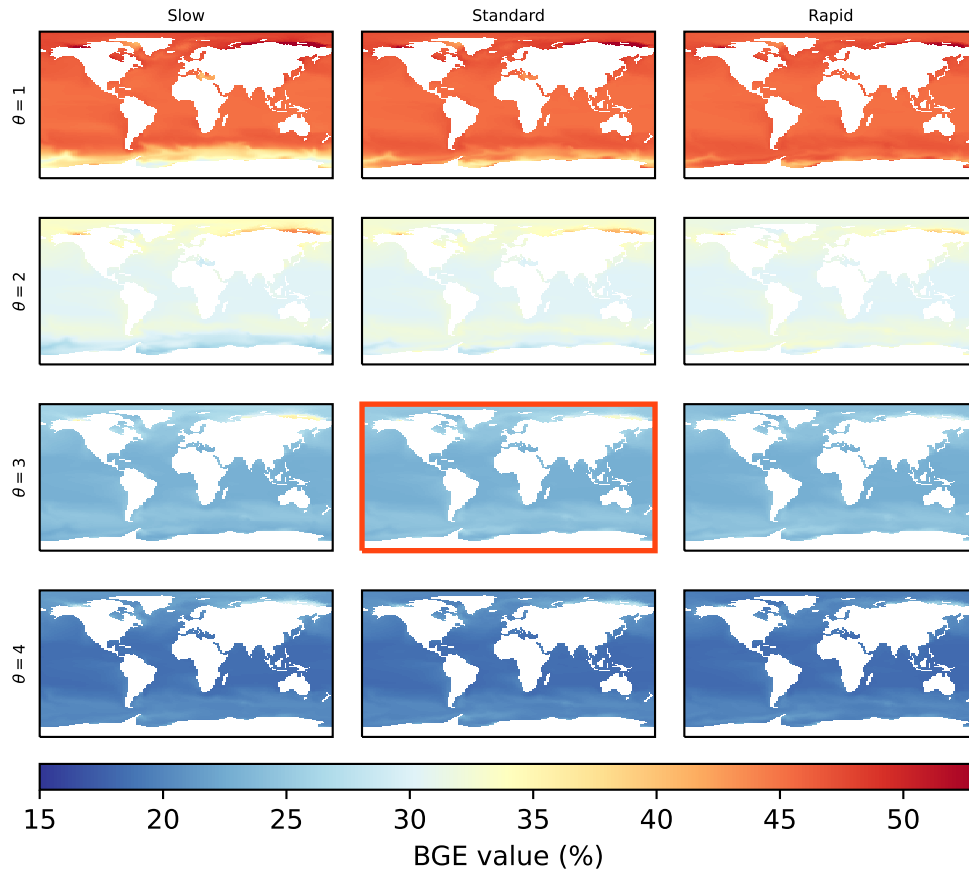 Slow Standard Rapid
θ = 1
θ = 2
θ = 3
θ = 4
15 20 25 30 35 40 45 50
BGE value (%)